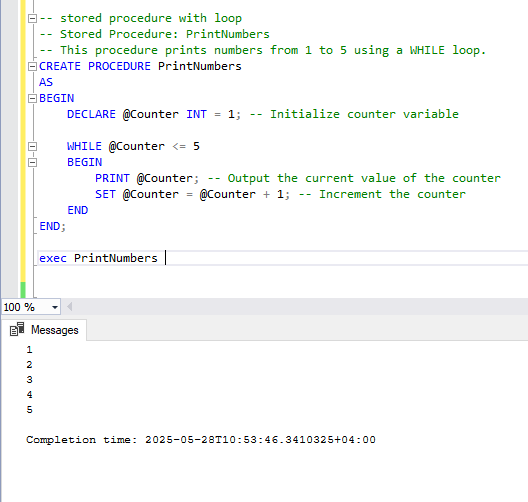 -- stored procedure with loop
-- Stored Procedure: PrintNumbers
-- This procedure prints numbers from 1 to 5 using a WHILE loop.
CREATE PROCEDURE PrintNumbers
AS
BEGIN
    DECLARE @Counter INT = 1; -- Initialize counter variable

    WHILE @Counter <= 5
    BEGIN
        PRINT @Counter; -- Output the current value of the counter
        SET @Counter = @Counter + 1; -- Increment the counter
    END
END;

exec PrintNumbers
100 %
Messages
1
2
3
4
5

Completion time: 2025-05-28T10:53:46.3410325+04:00